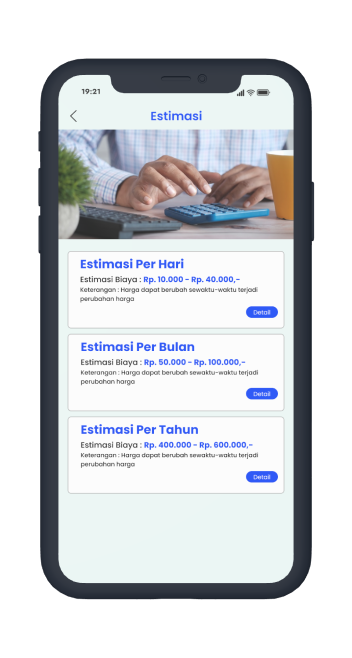 19:21
Estimasi
Estimasi Per Hari
Estimasi Biaya : Rp. 10.000 - Rp. 40.000,-
Keterangan : Harga dapat berubah sewaktu-waktu terjadi
perubahan harga
Detail
Estimasi Per Bulan
Estimasi Biaya : Rp. 50.000 - Rp. 100.000,-
Keterangan : Harga dapat berubah sewaktu-waktu terjadi
perubahan harga
Detail
Estimasi Per Tahun
Estimasi Biaya : Rp. 400.000 - Rp. 600.000,-
Keterangan : Harga dapat berubah sewaktu-waktu terjadi
perubahan harga
Detail